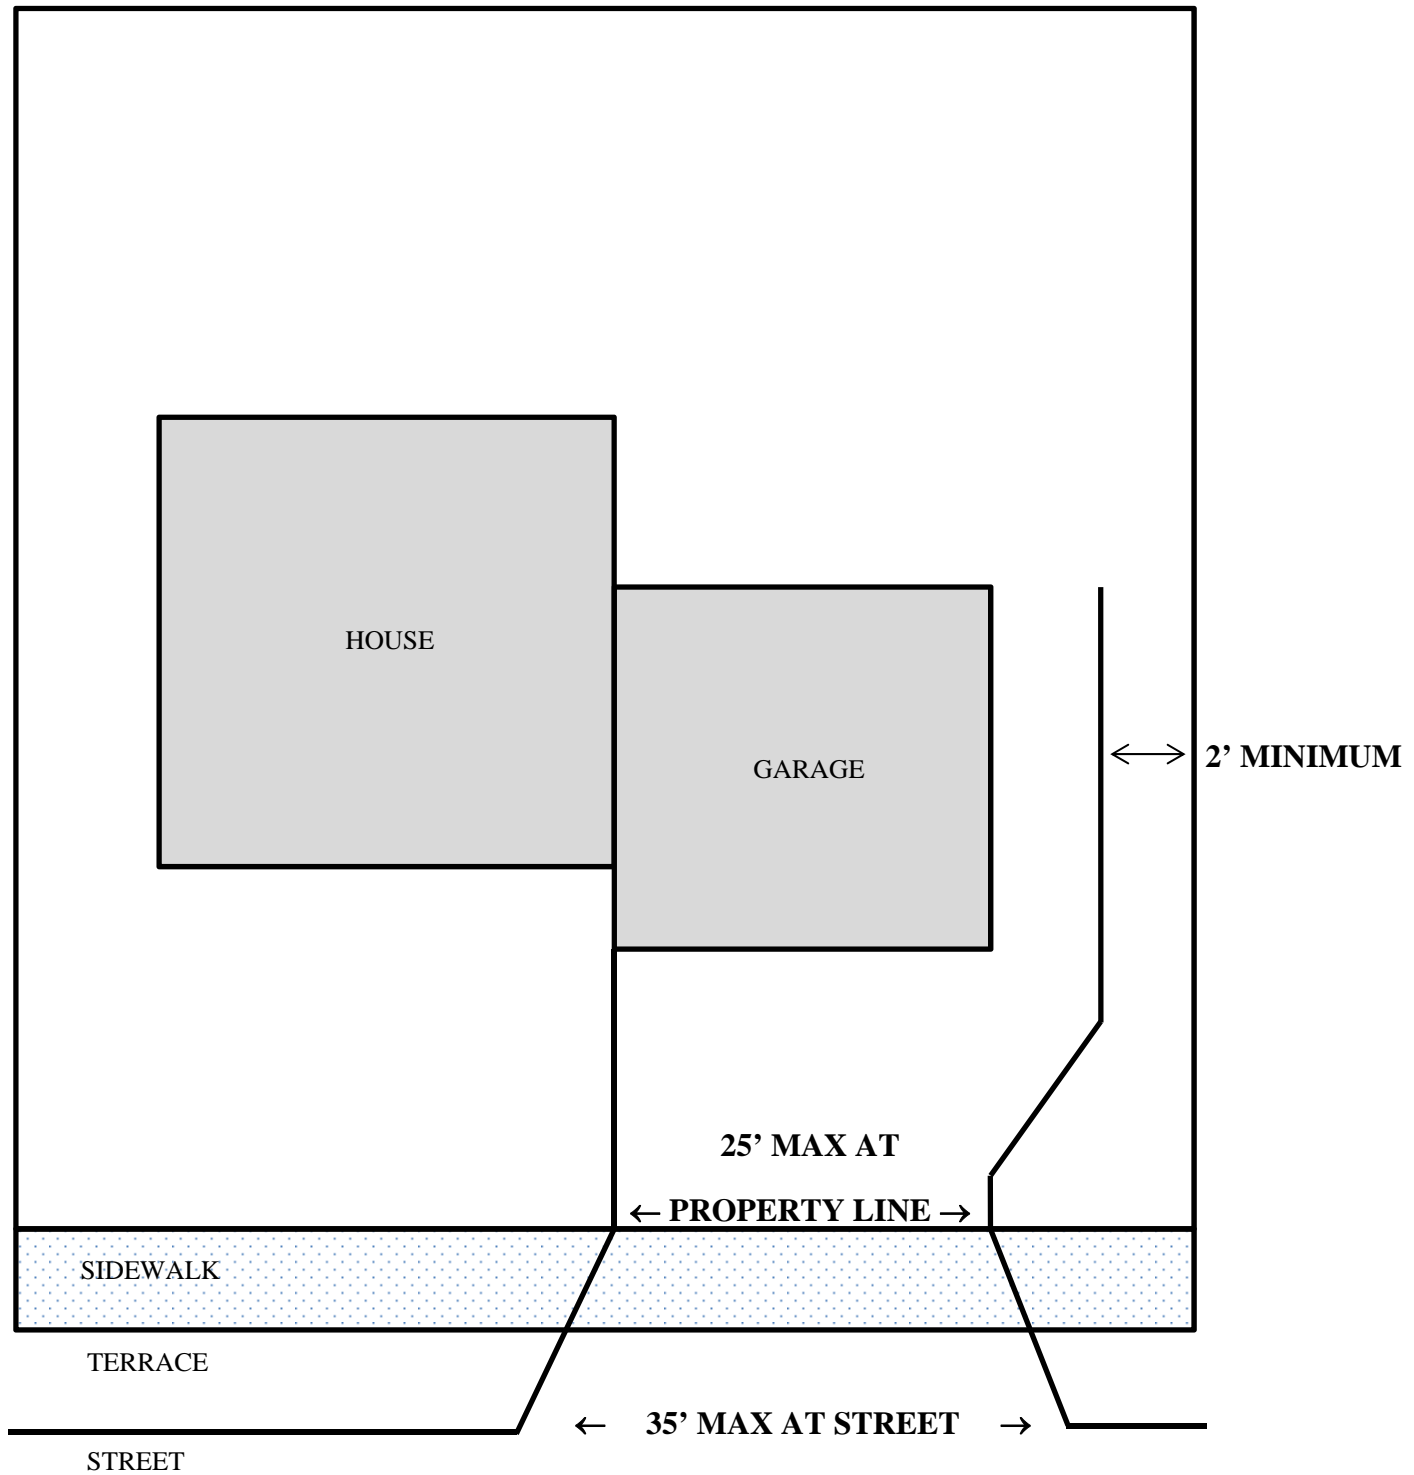 HOUSE
2’ MINIMUM
GARAGE
25’ MAX AT
← PROPERTY LINE →
SIDEWALK
TERRACE
← 35’ MAX AT STREET →
STREET